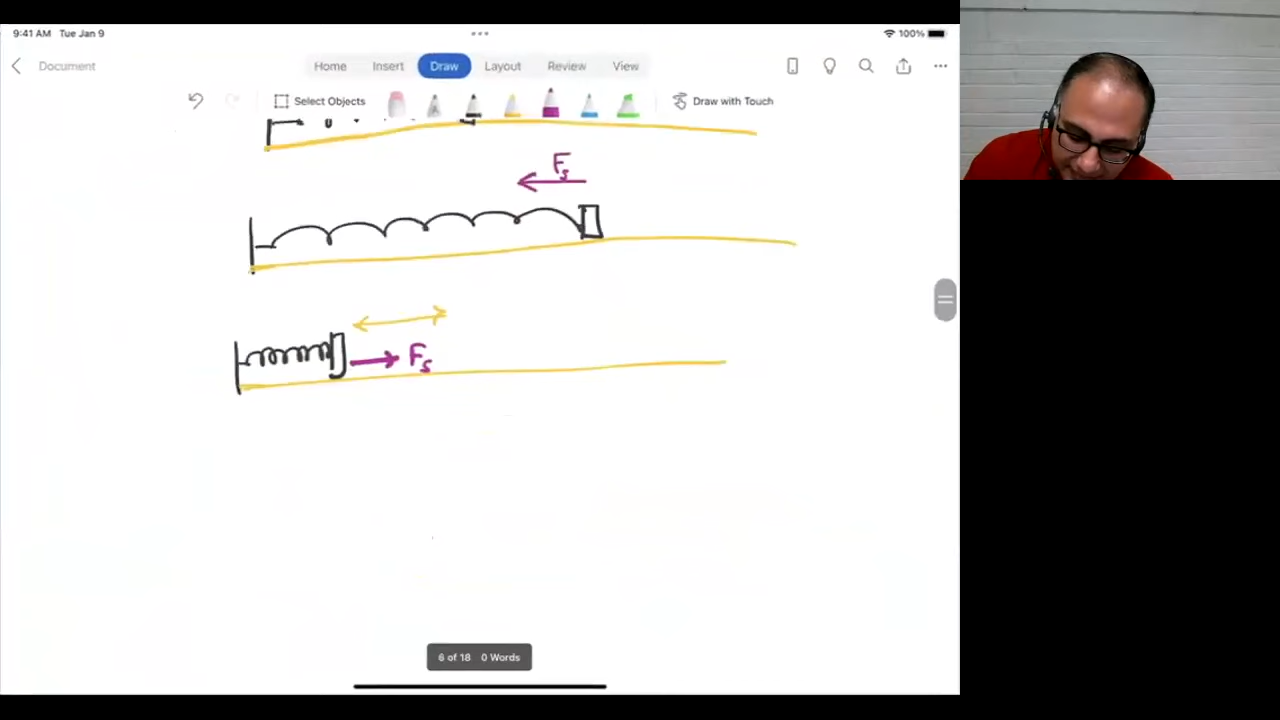 9:41 AM Tue Jan 9
100%
Document
Home Insert Draw Layout Review View
Select Objects
Draw with Touch
Fs
Fs
6 of 18 0 Words